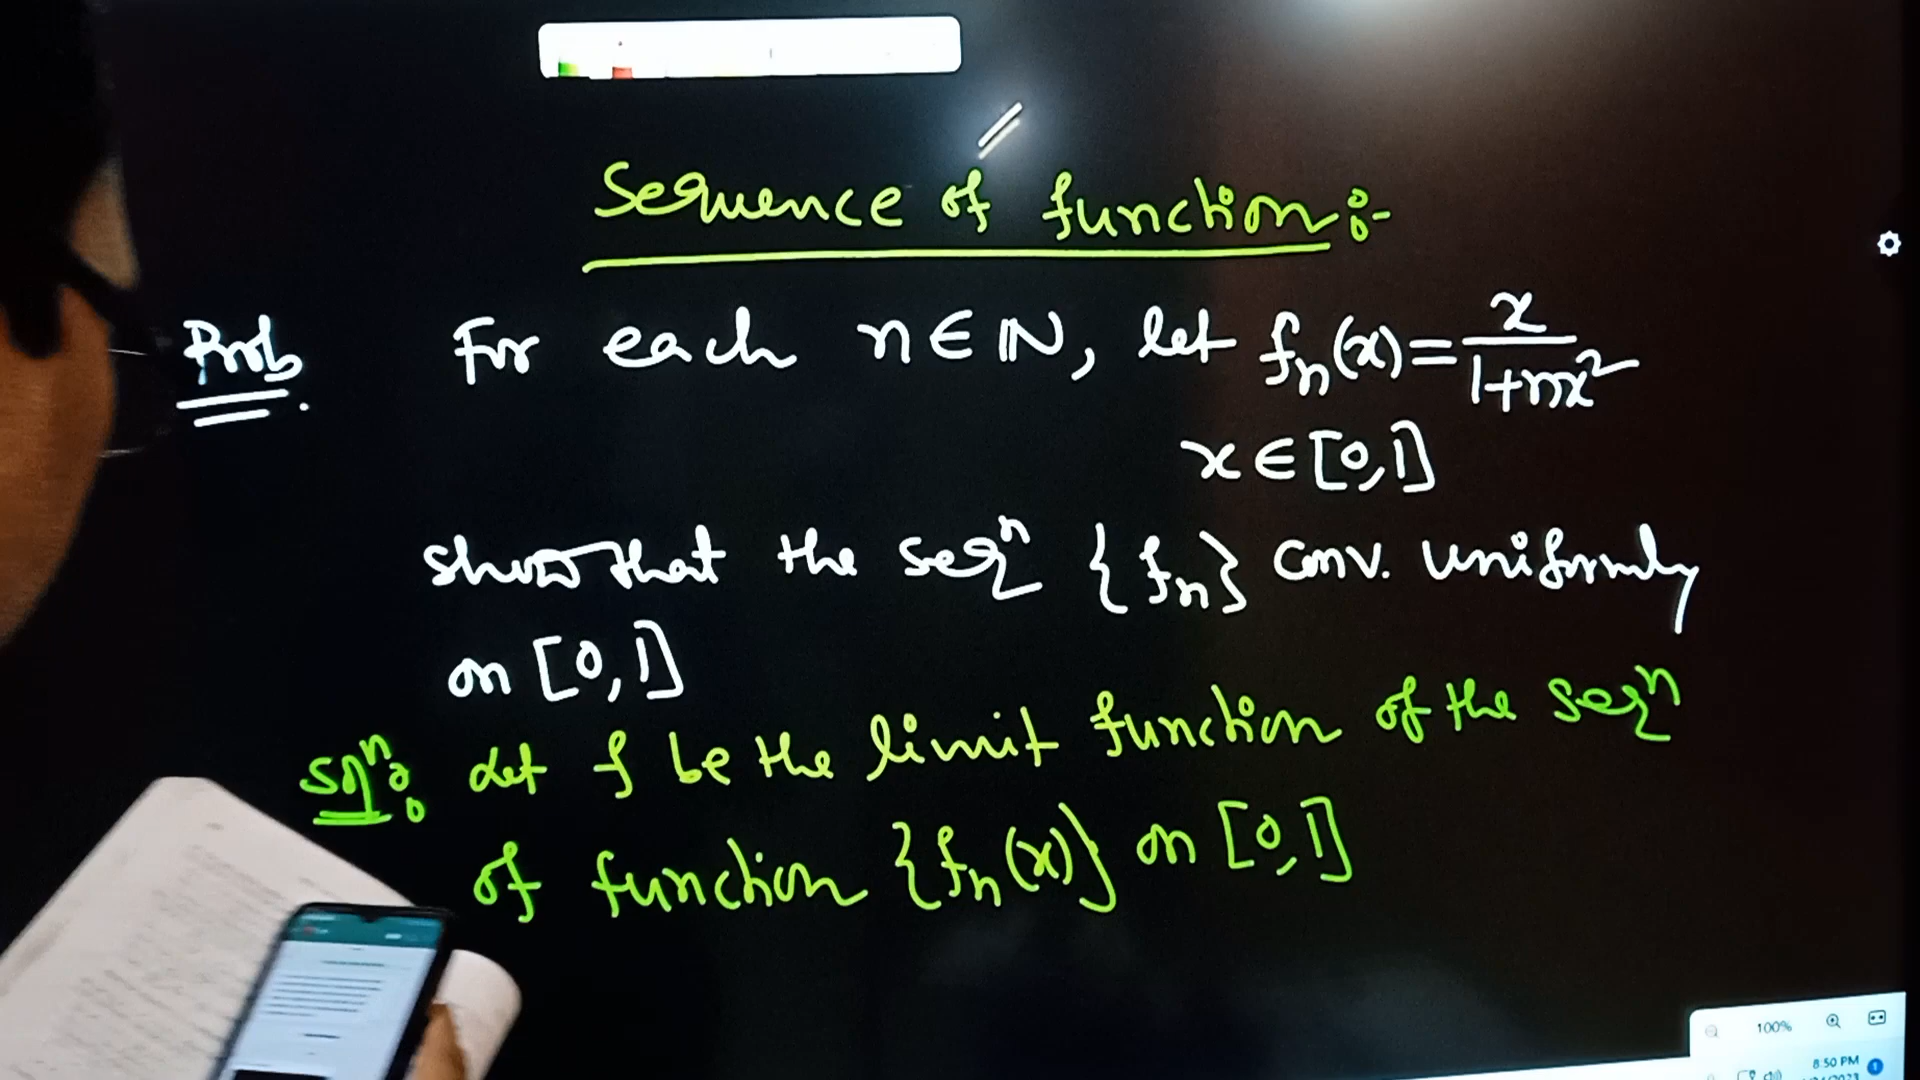 Sequence of function:-
Prob. For each n∈ℕ, let fₙ(x)=x/(1+nx²)
x∈[0,1]
show that the seqⁿ {fₙ} conv. uniformly
on [0,1]
Solⁿ: Let f be the limit function of the seqⁿ
of function {fₙ(x)} on [0,1]
100%
8:50 PM